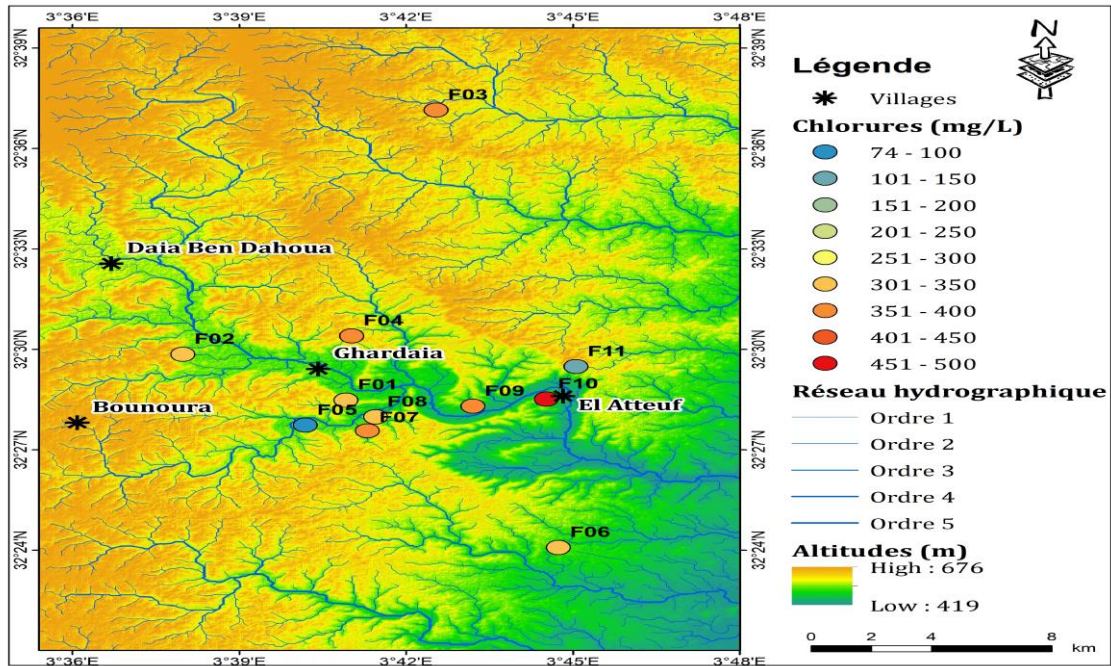 3°36'E 3°39'E 3°42'E 3°45'E 3°48'E
32°39'N 32°39'N
F03
32°36'N 32°36'N
32°33'N 32°33'N
Daia Ben Dahoua
F04
32°30'N 32°30'N
F02
Ghardaia
F11
F01
F09
F10
Bounoura
F05
F08
El Atteuf
F07
32°27'N 32°27'N
F06
32°24'N 32°24'N
3°36'E 3°39'E 3°42'E 3°45'E 3°48'E
N
Légende
Villages
Chlorures (mg/L)
74 - 100
101 - 150
151 - 200
201 - 250
251 - 300
301 - 350
351 - 400
401 - 450
451 - 500
Réseau hydrographique
Ordre 1
Ordre 2
Ordre 3
Ordre 4
Ordre 5
Altitudes (m)
High : 676
Low : 419
0 2 4 8
km